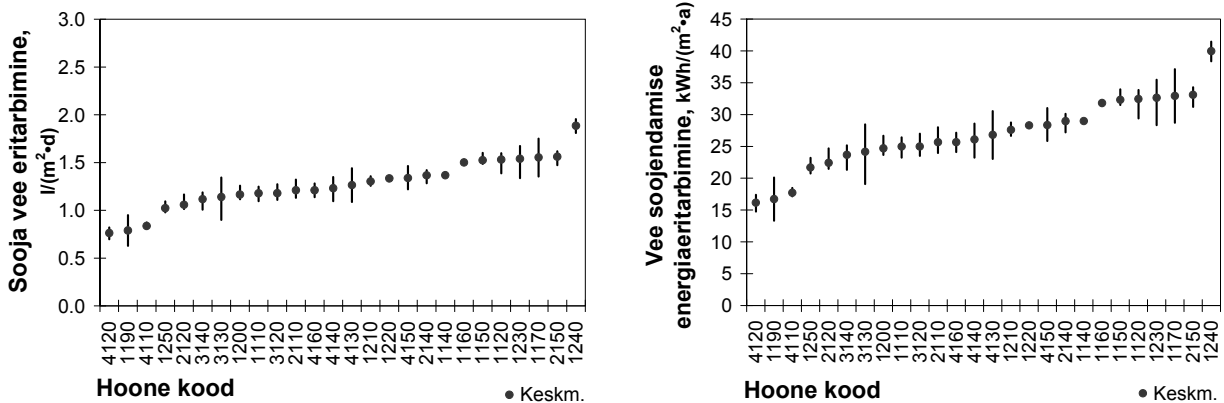 Sooja vee eritarbimine,
l/(m²•d)
3.0
2.5
2.0
1.5
1.0
0.5
0.0
4120 1190 4110 1250 2120 3140 3130 1200 1110 3120 2110 4160 4140 4130 1210 1220 4150 2140 1140 1160 1150 1120 1230 1170 2150 1240
Hoone kood
● Keskm.
Vee soojendamise
energiaeritarbimine, kWh/(m²•a)
45
40
35
30
25
20
15
10
5
0
4120 1190 4110 1250 2120 3140 3130 1200 1110 3120 2110 4160 4140 4130 1210 1220 4150 2140 1140 1160 1150 1120 1230 1170 2150 1240
Hoone kood
● Keskm.